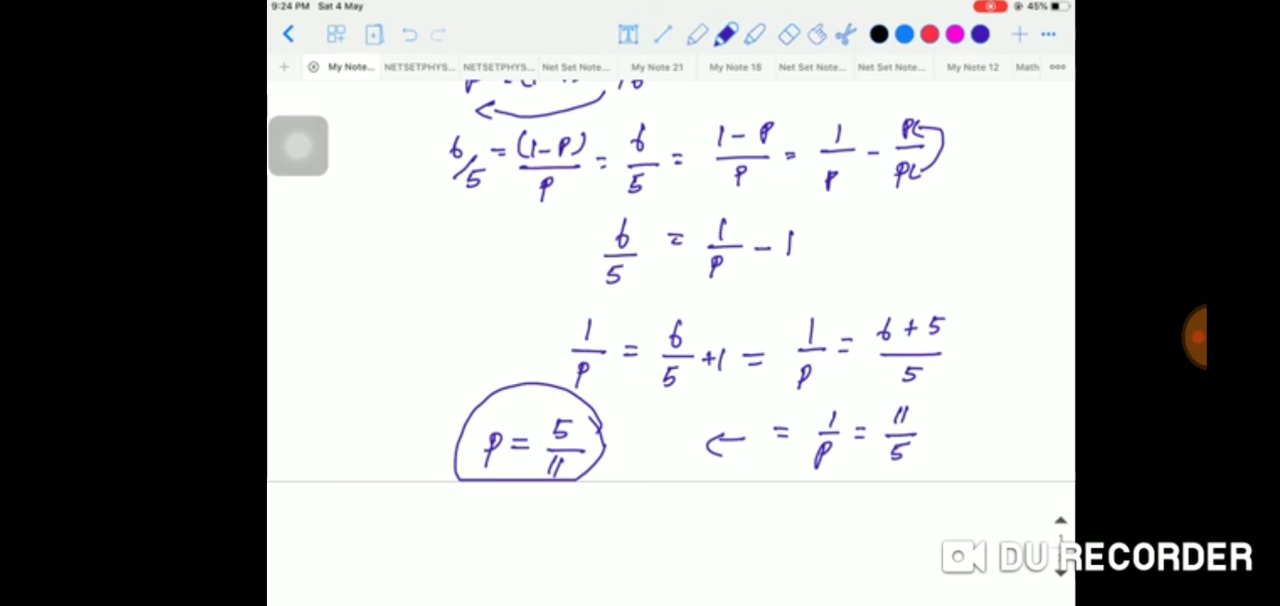 9:24 PM Sat 4 May 45%
My Note... NETSETPHYS... NETSETPHYS... Net Set Note... My Note 21 My Note 18 Net Set Note... Net Set Note... My Note 12 Math
6/5 = (1-P)/P = 6/5 = 1-P/P = 1/P -
6/5 = 1/P - 1
1/P = 6/5 + 1 = 1/P = 6+5/5
P = 5/11 ← = 1/P = 11/5
DU RECORDER